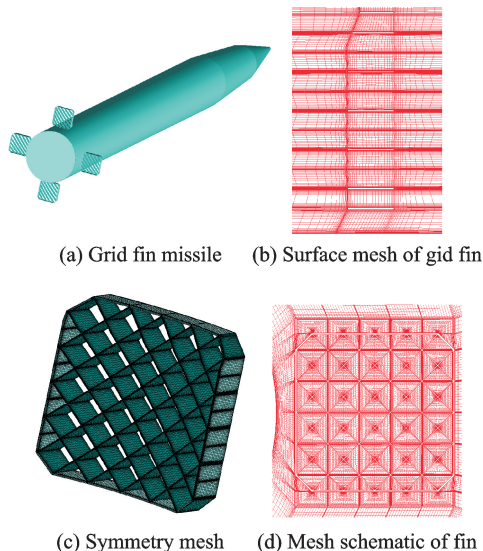 (a) Grid fin missile
(b) Surface mesh of gid fin
(c) Symmetry mesh
(d) Mesh schematic of fin